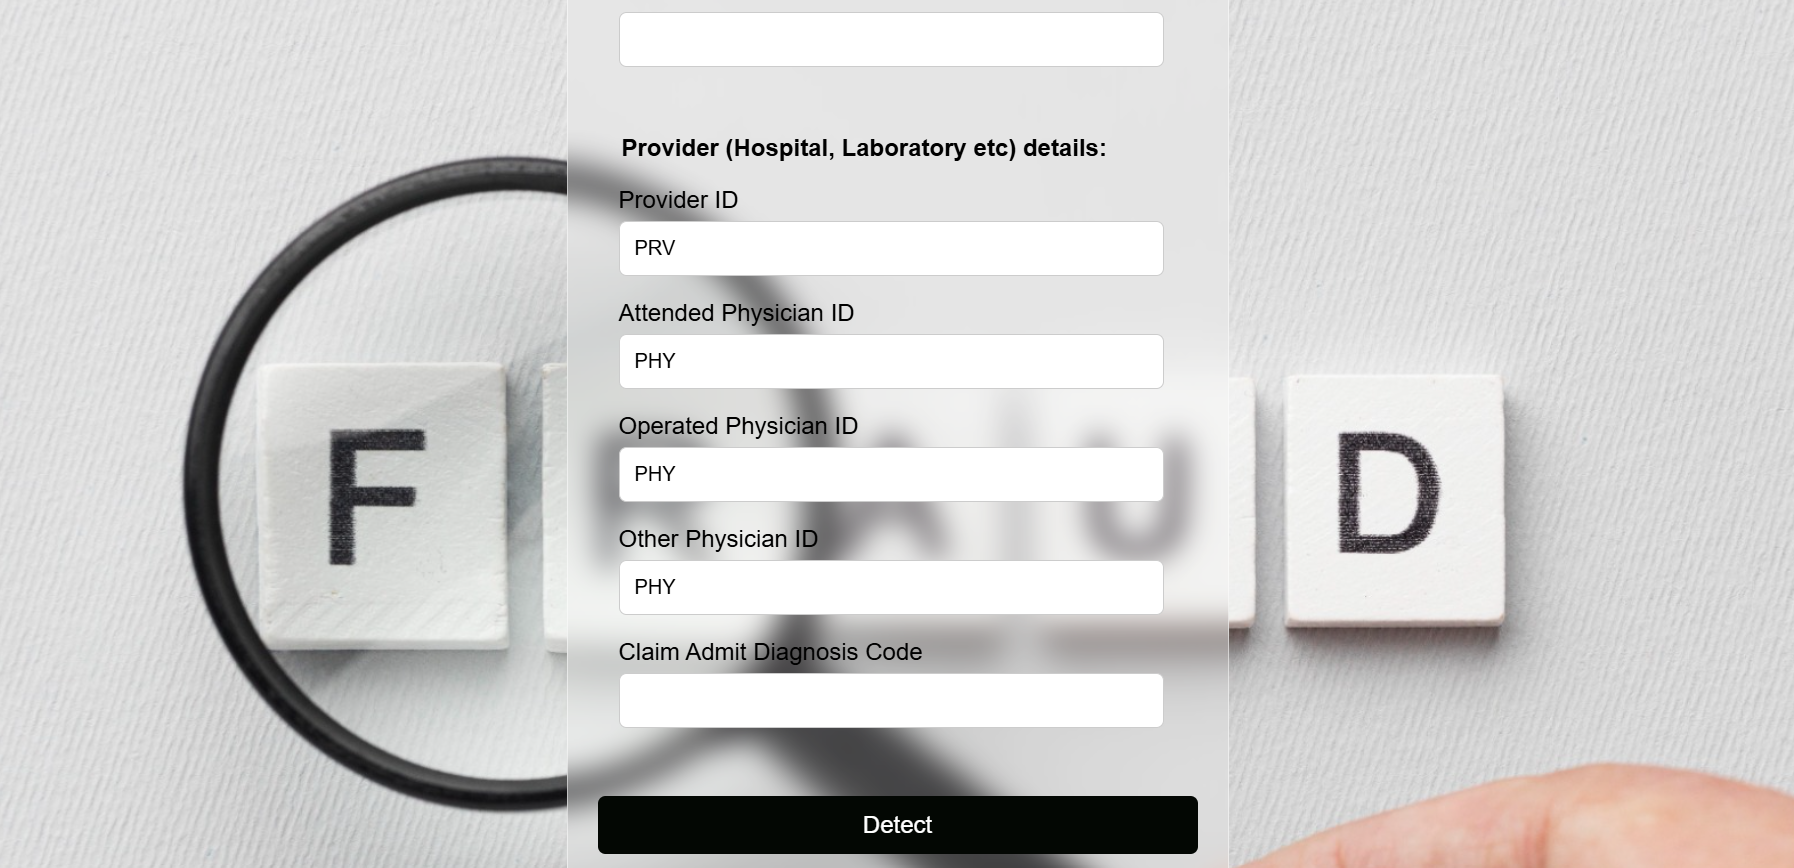 Provider (Hospital, Laboratory etc) details:
Provider ID
PRV
Attended Physician ID
PHY
Operated Physician ID
PHY
Other Physician ID
PHY
Claim Admit Diagnosis Code
Detect
F
A
U
D